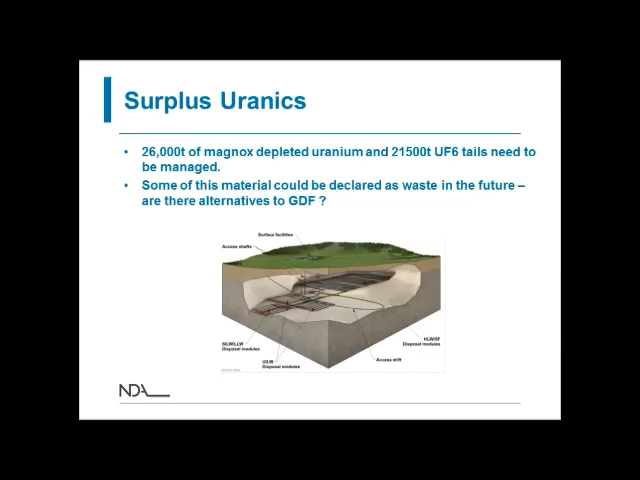 Surplus Uranics
• 26,000t of magnox depleted uranium and 21500t UF6 tails need to
be managed.
• Some of this material could be declared as waste in the future –
are there alternatives to GDF ?
Surface facilities
Access shafts
SILW/LLW
Disposal modules
UILW
Disposal modules
HLW/SF
Disposal modules
Access drift
NDA